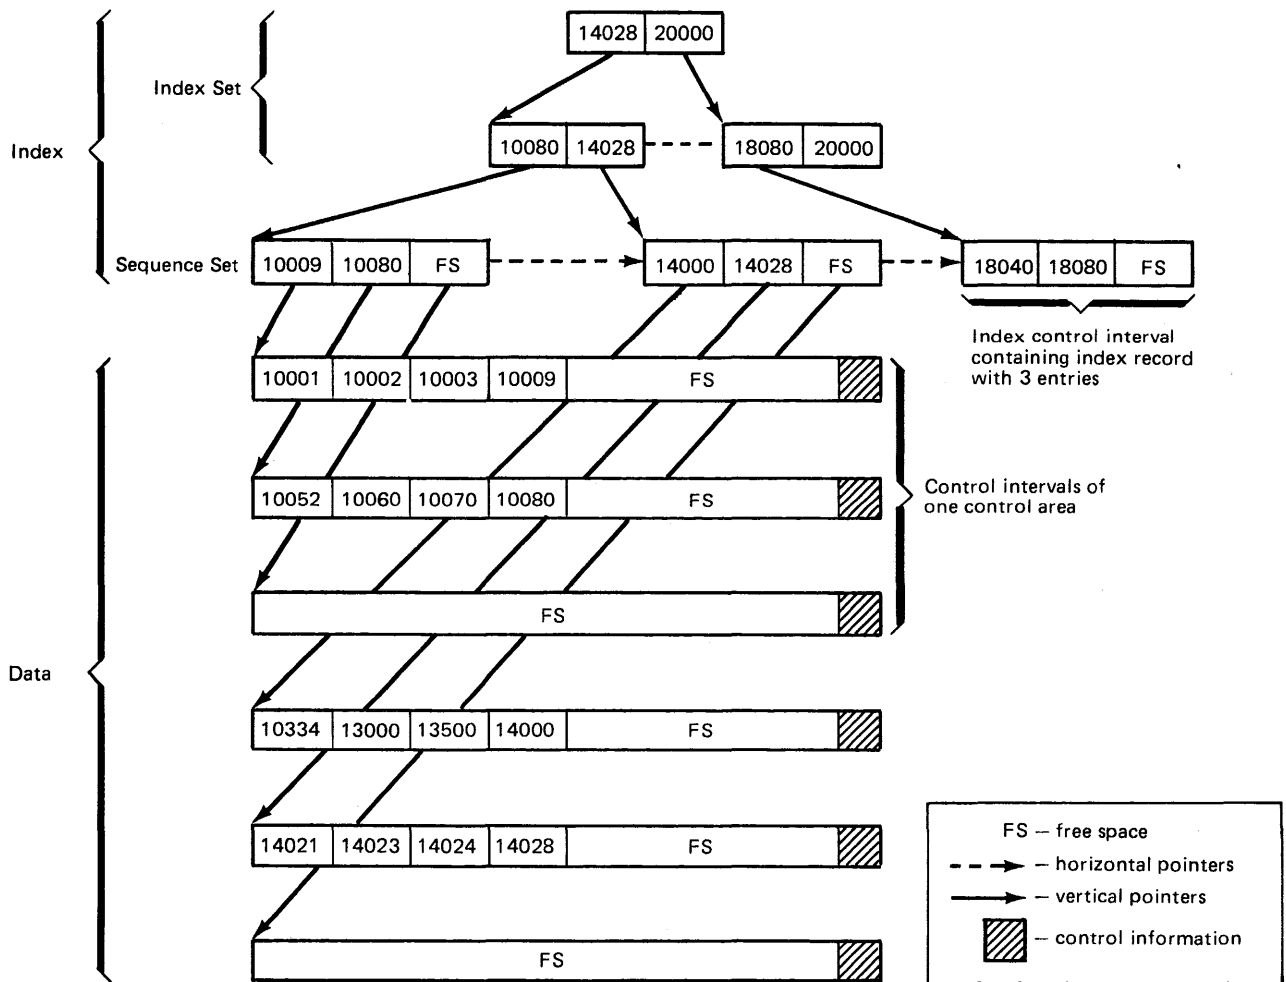 14028 20000
Index Set
Index
10080 14028
18080 20000
Sequence Set
10009 10080 FS
14000 14028 FS
18040 18080 FS
Index control interval
containing index record
with 3 entries
10001 10002 10003 10009 FS
10052 10060 10070 10080 FS
Control intervals of
one control area
FS
Data
10334 13000 13500 14000 FS
14021 14023 14024 14028 FS
FS
FS – free space
– horizontal pointers
– vertical pointers
– control information